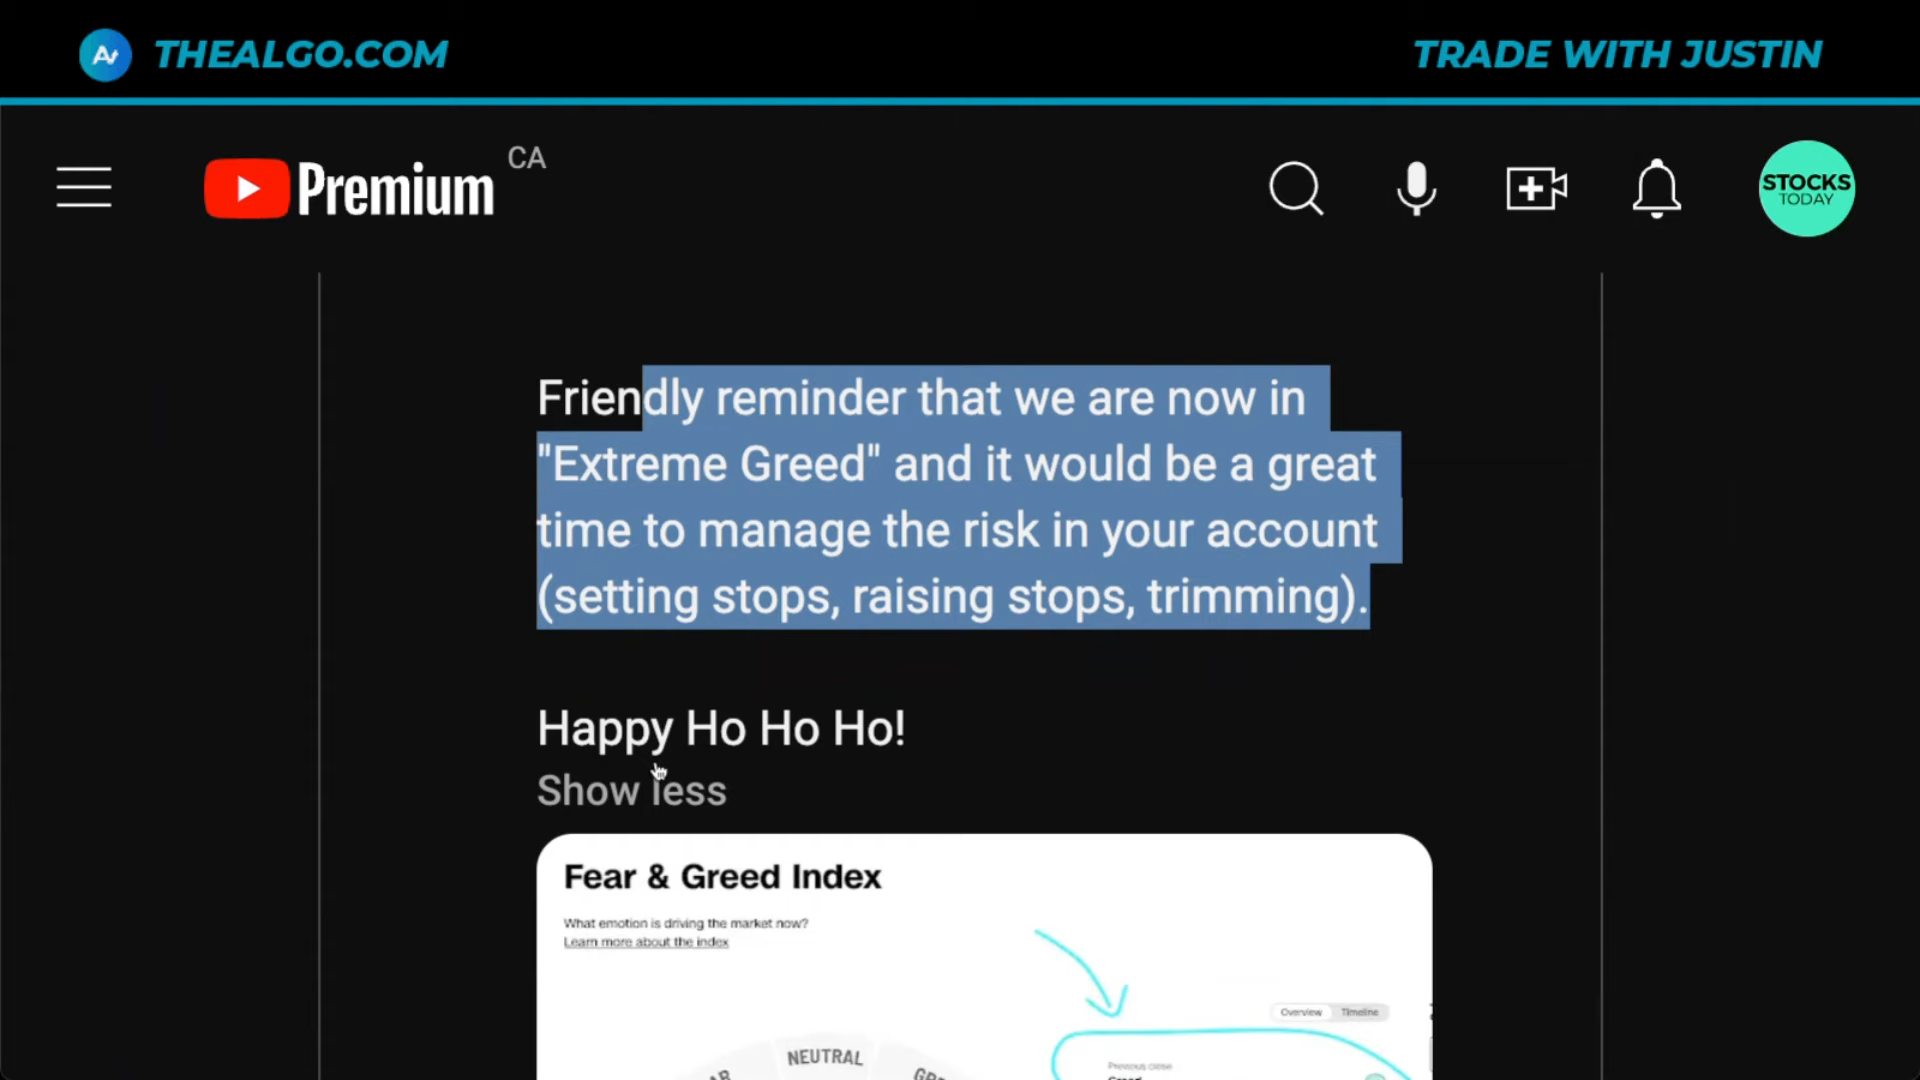 THEALGO.COM
TRADE WITH JUSTIN
Premium
CA
STOCKS
TODAY
Friendly reminder that we are now in
"Extreme Greed" and it would be a great
time to manage the risk in your account
(setting stops, raising stops, trimming).
Happy Ho Ho Ho!
Show less
Fear & Greed Index
What emotion is driving the market now?
Learn more about the index
Overview
Timeline
NEUTRAL
Previous close